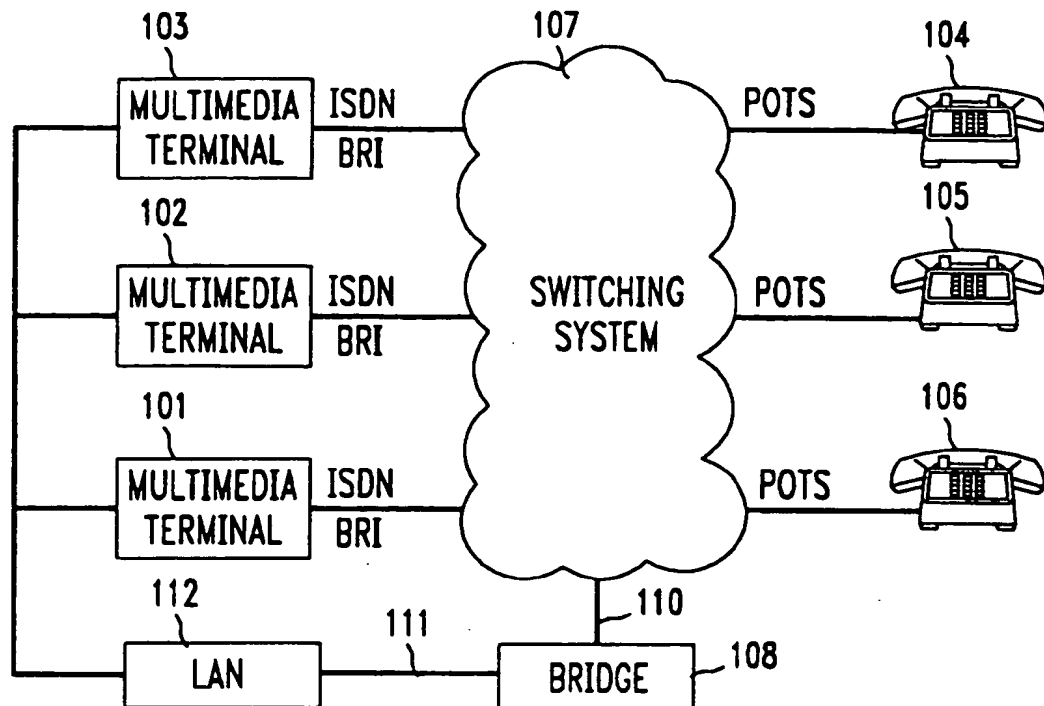 103
107
104
MULTIMEDIA TERMINAL
ISDN
BRI
POTS
102
105
MULTIMEDIA TERMINAL
ISDN
BRI
SWITCHING
SYSTEM
POTS
101
106
MULTIMEDIA TERMINAL
ISDN
BRI
POTS
112
111
110
LAN
BRIDGE
108